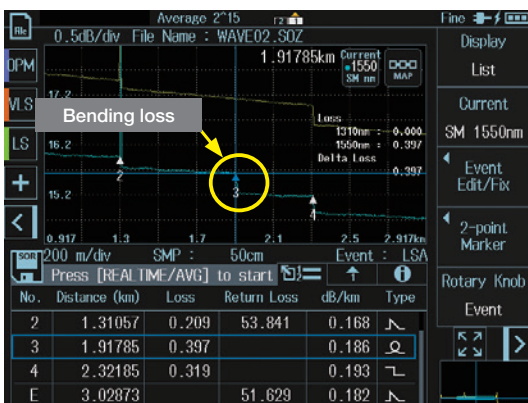 File Average 2^15 Fine
0.5dB/div File Name : WAVE02.SOZ
1.91785km Current
1550
SM nm
MAP
OPM
VLS
LS
17.2
Bending loss
16.2
15.2
Loss
1310nm : 0.000
1550nm : 0.397
Delta Loss
0.397
2
3
4
0.917 1.3 1.7 2.1 2.5 2.917km
SOR 200 m/div SMP : 50cm Event : LSA
Press [REALTIME/AVG] to start
No. Distance (km) Loss Return Loss dB/km Type
2 1.31057 0.209 53.841 0.168
3 1.91785 0.397 0.186
4 2.32185 0.319 0.193
E 3.02873 51.629 0.182
Display
List
Current
SM 1550nm
Event
Edit/Fix
2-point
Marker
Rotary Knob
Event